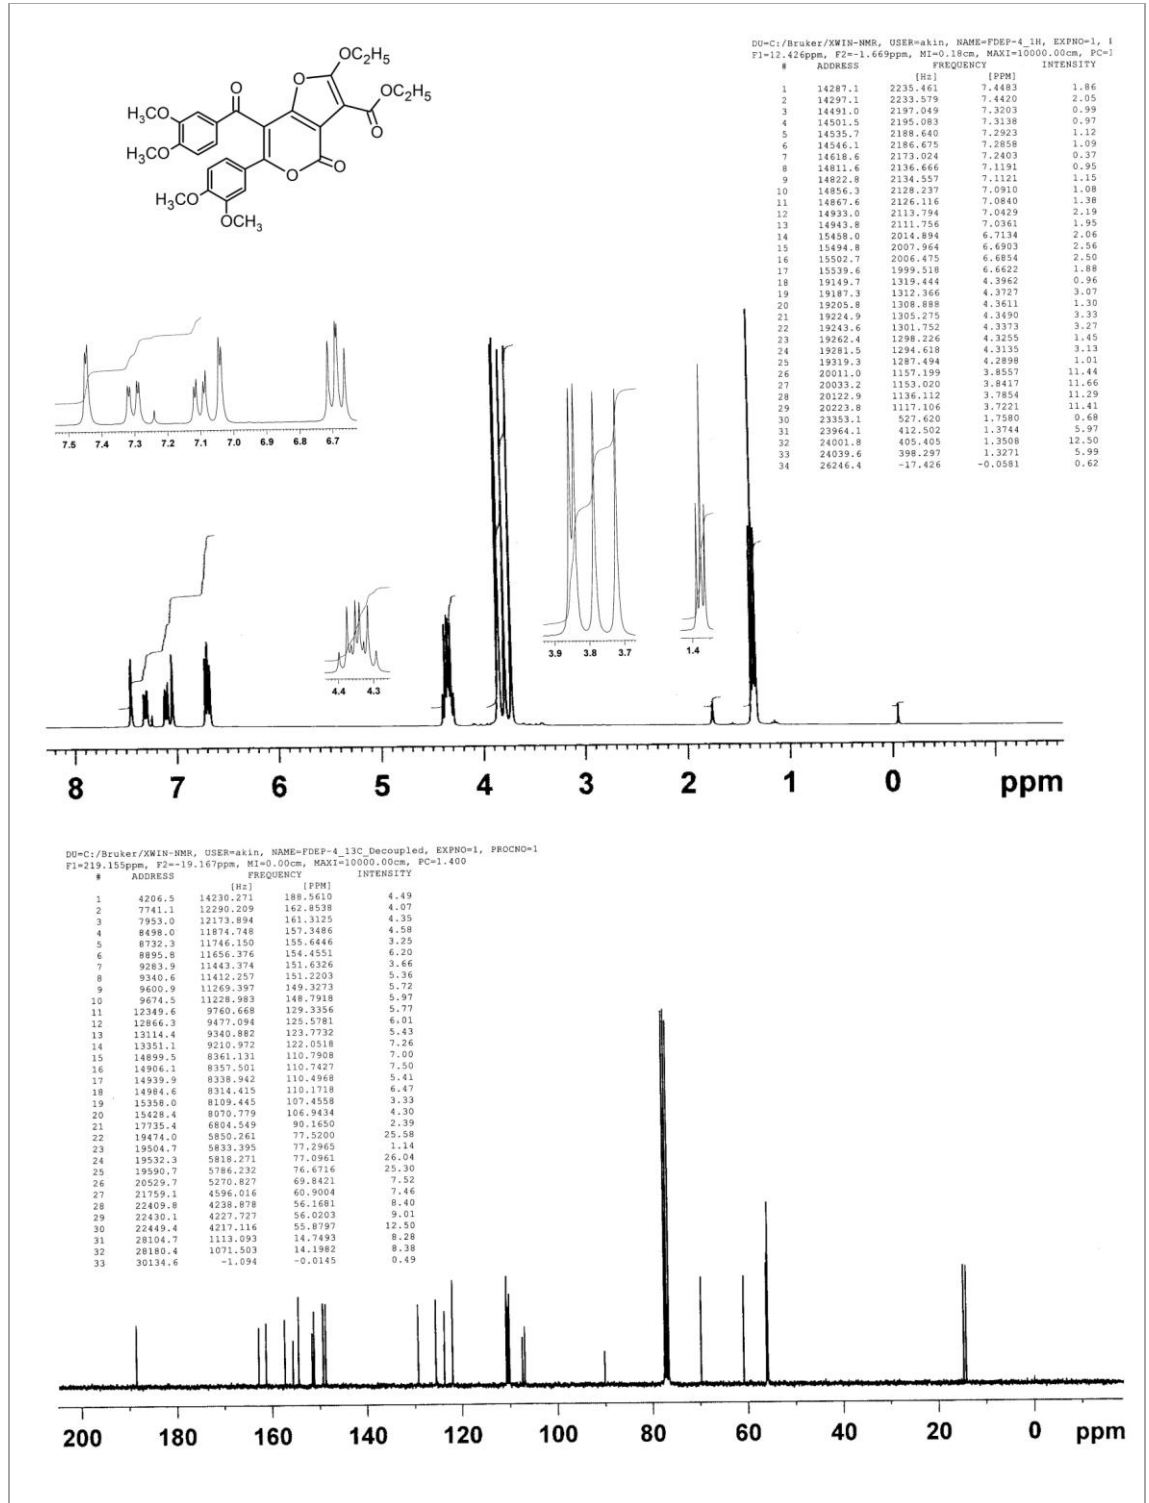 OC2H5
O
OC2H5
O
O
H3CO
H3CO
O
O
H3CO
OCH3
DU=C:/Bruker/XWIN-NMR, USER=akin, NAME=FDEP-4_1H, EXPNO=1,
F1=12.426ppm, F2=-1.669ppm, MI=0.18cm, MAXI=10000.00cm, PC=1
# ADDRESS FREQUENCY INTENSITY
[Hz] [PPM]
1 14287.1 2235.461 7.4483 1.86
2 14297.1 2233.579 7.4420 2.05
3 14491.0 2197.049 7.3203 0.99
4 14501.5 2195.083 7.3138 0.97
5 14535.7 2188.640 7.2923 1.12
6 14546.1 2186.675 7.2858 1.09
7 14618.6 2173.024 7.2403 0.37
8 14811.6 2136.666 7.1191 0.95
9 14822.8 2134.557 7.1121 1.15
10 14856.3 2128.237 7.0910 1.08
11 14867.6 2126.116 7.0840 1.38
12 14933.0 2113.794 7.0429 2.19
13 14943.8 2111.756 7.0361 1.95
14 15458.0 2014.894 6.7134 2.06
15 15494.8 2007.964 6.6903 2.56
16 15502.7 2006.475 6.6854 2.50
17 15539.6 1999.518 6.6622 1.88
18 19149.7 1319.444 4.3962 0.96
19 19187.3 1312.366 4.3727 3.07
20 19205.8 1308.888 4.3611 1.30
21 19224.9 1305.275 4.3490 3.33
22 19243.6 1301.752 4.3373 3.27
23 19262.4 1298.226 4.3255 1.45
24 19281.5 1294.618 4.3135 3.13
25 19319.3 1287.494 4.2898 1.01
26 20011.0 1157.199 3.8557 11.44
27 20033.2 1153.020 3.8417 11.66
28 20122.9 1136.112 3.7854 11.29
29 20223.8 1117.106 3.7221 11.41
30 23353.1 527.620 1.7580 0.68
31 23964.1 412.502 1.3744 5.97
32 24001.8 405.405 1.3508 12.50
33 24039.6 398.297 1.3271 5.99
34 26246.4 -17.426 -0.0581 0.62
7.5 7.4 7.3 7.2 7.1 7.0 6.9 6.8 6.7
4.4 4.3
3.9 3.8 3.7
1.4
8 7 6 5 4 3 2 1 0 ppm
DU=C:/Bruker/XWIN-NMR, USER=akin, NAME=FDEP-4_13C_Decoupled, EXPNO=1, PROCNO=1
F1=219.155ppm, F2=-19.167ppm, MI=0.00cm, MAXI=10000.00cm, PC=1.400
# ADDRESS FREQUENCY INTENSITY
[Hz] [PPM]
1 4206.5 14230.271 188.5610 4.49
2 7741.1 12290.209 162.8538 4.07
3 7953.0 12173.894 161.3125 4.35
4 8498.0 11874.748 157.3486 4.58
5 8732.3 11746.150 155.6446 3.25
6 8895.8 11656.376 154.4551 6.20
7 9283.9 11443.374 151.6326 3.66
8 9340.6 11412.257 151.2203 5.36
9 9600.9 11269.397 149.3273 5.72
10 9674.5 11228.983 148.7918 5.97
11 12349.6 9760.668 129.3356 5.77
12 12866.3 9477.094 125.5781 6.01
13 13114.4 9340.882 123.7732 5.43
14 13351.1 9210.972 122.0518 7.26
15 14899.5 8361.131 110.7908 7.00
16 14906.1 8357.501 110.7427 7.50
17 14939.9 8338.942 110.4968 5.41
18 14984.6 8314.415 110.1718 6.47
19 15358.0 8109.445 107.4558 3.33
20 15428.4 8070.779 106.9434 4.30
21 17735.4 6804.549 90.1650 2.39
22 19474.0 5850.261 77.5200 25.58
23 19504.7 5833.395 77.2965 1.14
24 19532.3 5818.271 77.0961 26.04
25 19590.7 5786.232 76.6716 25.30
26 20529.7 5270.827 69.8421 7.52
27 21759.1 4596.016 60.9004 7.46
28 22409.8 4238.878 56.1681 8.40
29 22430.1 4227.727 56.0203 9.01
30 22449.4 4217.116 55.8797 12.50
31 28104.7 1113.093 14.7493 8.28
32 28180.4 1071.503 14.1982 8.38
33 30134.6 -1.094 -0.0145 0.49
200 180 160 140 120 100 80 60 40 20 0 ppm